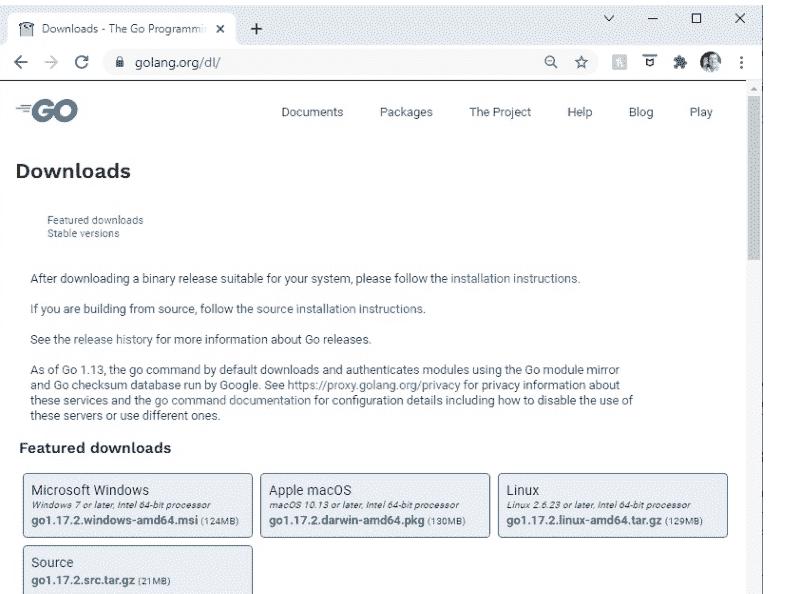 Downloads - The Go Programmi
golang.org/dl/
GO
Documents Packages The Project Help Blog Play
Downloads
Featured downloads
Stable versions
After downloading a binary release suitable for your system, please follow the installation instructions.
If you are building from source, follow the source installation instructions.
See the release history for more information about Go releases.
As of Go 1.13, the go command by default downloads and authenticates modules using the Go module mirror
and Go checksum database run by Google. See https://proxy.golang.org/privacy for privacy information about
these services and the go command documentation for configuration details including how to disable the use of
these servers or use different ones.
Featured downloads
Microsoft Windows
Windows 7 or later, Intel 64-bit processor
go1.17.2.windows-amd64.msi (124MB)
Apple macOS
macOS 10.13 or later, Intel 64-bit processor
go1.17.2.darwin-amd64.pkg (130MB)
Linux
Linux 2.6.23 or later, Intel 64-bit processor
go1.17.2.linux-amd64.tar.gz (129MB)
Source
go1.17.2.src.tar.gz (21MB)